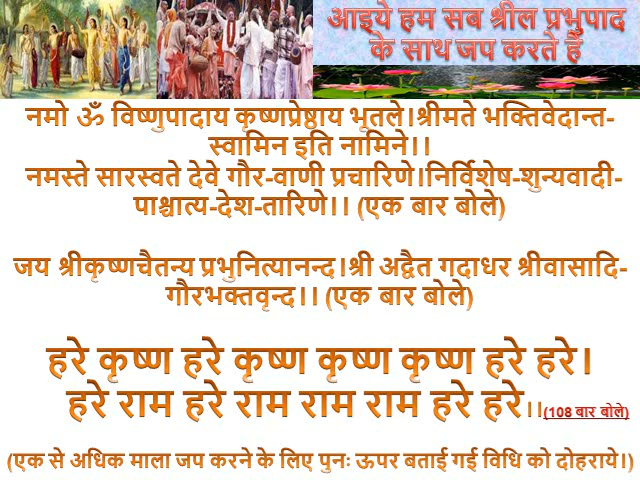 आइये हम सब श्रील प्रभुपाद
के साथ जप करते हैं
नमो ॐ विष्णुपादाय कृष्णप्रेष्ठाय भूतले।श्रीमते भक्तिवेदान्त-
स्वामिन इति नामिने।।
नमस्ते सारस्वते देवे गौर-वाणी प्रचारिणे।निर्विशेष-शुन्यवादी-
पाश्चात्य-देश-तारिणे।। (एक बार बोले)
जय श्रीकृष्णचैतन्य प्रभुनित्यानन्द।श्री अद्वैत गदाधर श्रीवासादि-
गौरभक्तवृन्द।। (एक बार बोले)
हरे कृष्ण हरे कृष्ण कृष्ण कृष्ण हरे हरे।
हरे राम हरे राम राम राम हरे हरे।।(108 बार बोले)
(एक से अधिक माला जप करने के लिए पुनः ऊपर बताई गई विधि को दोहराये।)